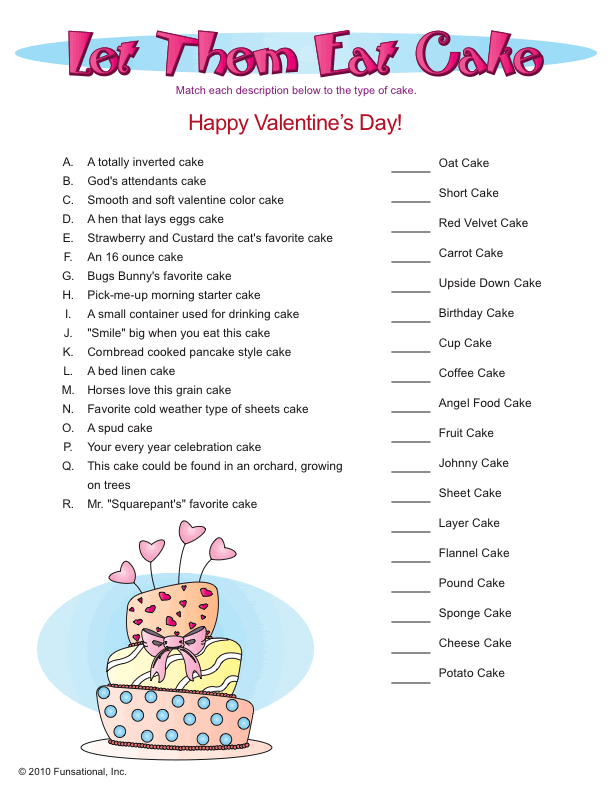 Let Them Eat Cake
Match each description below to the type of cake.
Happy Valentine's Day!
A. A totally inverted cake
B. God's attendants cake
C. Smooth and soft valentine color cake
D. A hen that lays eggs cake
E. Strawberry and Custard the cat's favorite cake
F. An 16 ounce cake
G. Bugs Bunny's favorite cake
H. Pick-me-up morning starter cake
I. A small container used for drinking cake
J. "Smile" big when you eat this cake
K. Cornbread cooked pancake style cake
L. A bed linen cake
M. Horses love this grain cake
N. Favorite cold weather type of sheets cake
O. A spud cake
P. Your every year celebration cake
Q. This cake could be found in an orchard, growing
on trees
R. Mr. "Squarepant's" favorite cake
_____ Oat Cake
_____ Short Cake
_____ Red Velvet Cake
_____ Carrot Cake
_____ Upside Down Cake
_____ Birthday Cake
_____ Cup Cake
_____ Coffee Cake
_____ Angel Food Cake
_____ Fruit Cake
_____ Johnny Cake
_____ Sheet Cake
_____ Layer Cake
_____ Flannel Cake
_____ Pound Cake
_____ Sponge Cake
_____ Cheese Cake
_____ Potato Cake
© 2010 Funsational, Inc.